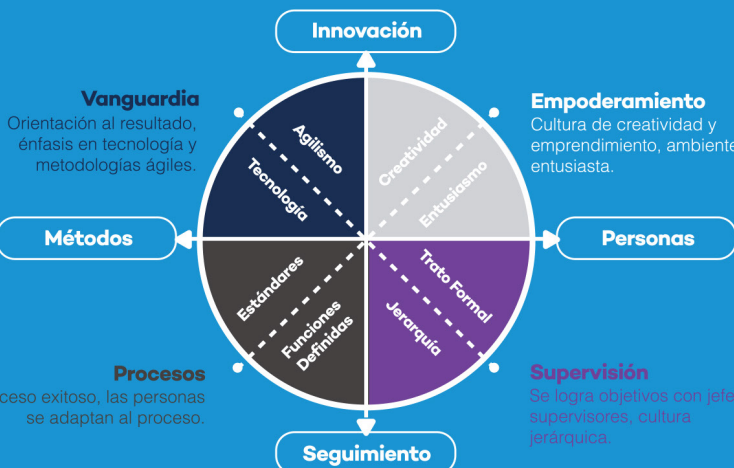 Innovación
Vanguardia
Orientación al resultado,
énfasis en tecnología y
metodologías ágiles.
Empoderamiento
Cultura de creatividad y
emprendimiento, ambiente
entusiasta.
Agilismo
Tecnología
Creatividad
Entusiasmo
Métodos
Personas
Estándares
Funciones
Definidas
Trato Formal
Jerarquía
Procesos
exitoso, las personas
se adaptan al proceso.
Supervisión
Se logra objetivos con
supervisores, cultura
jerárquica.
Seguimiento